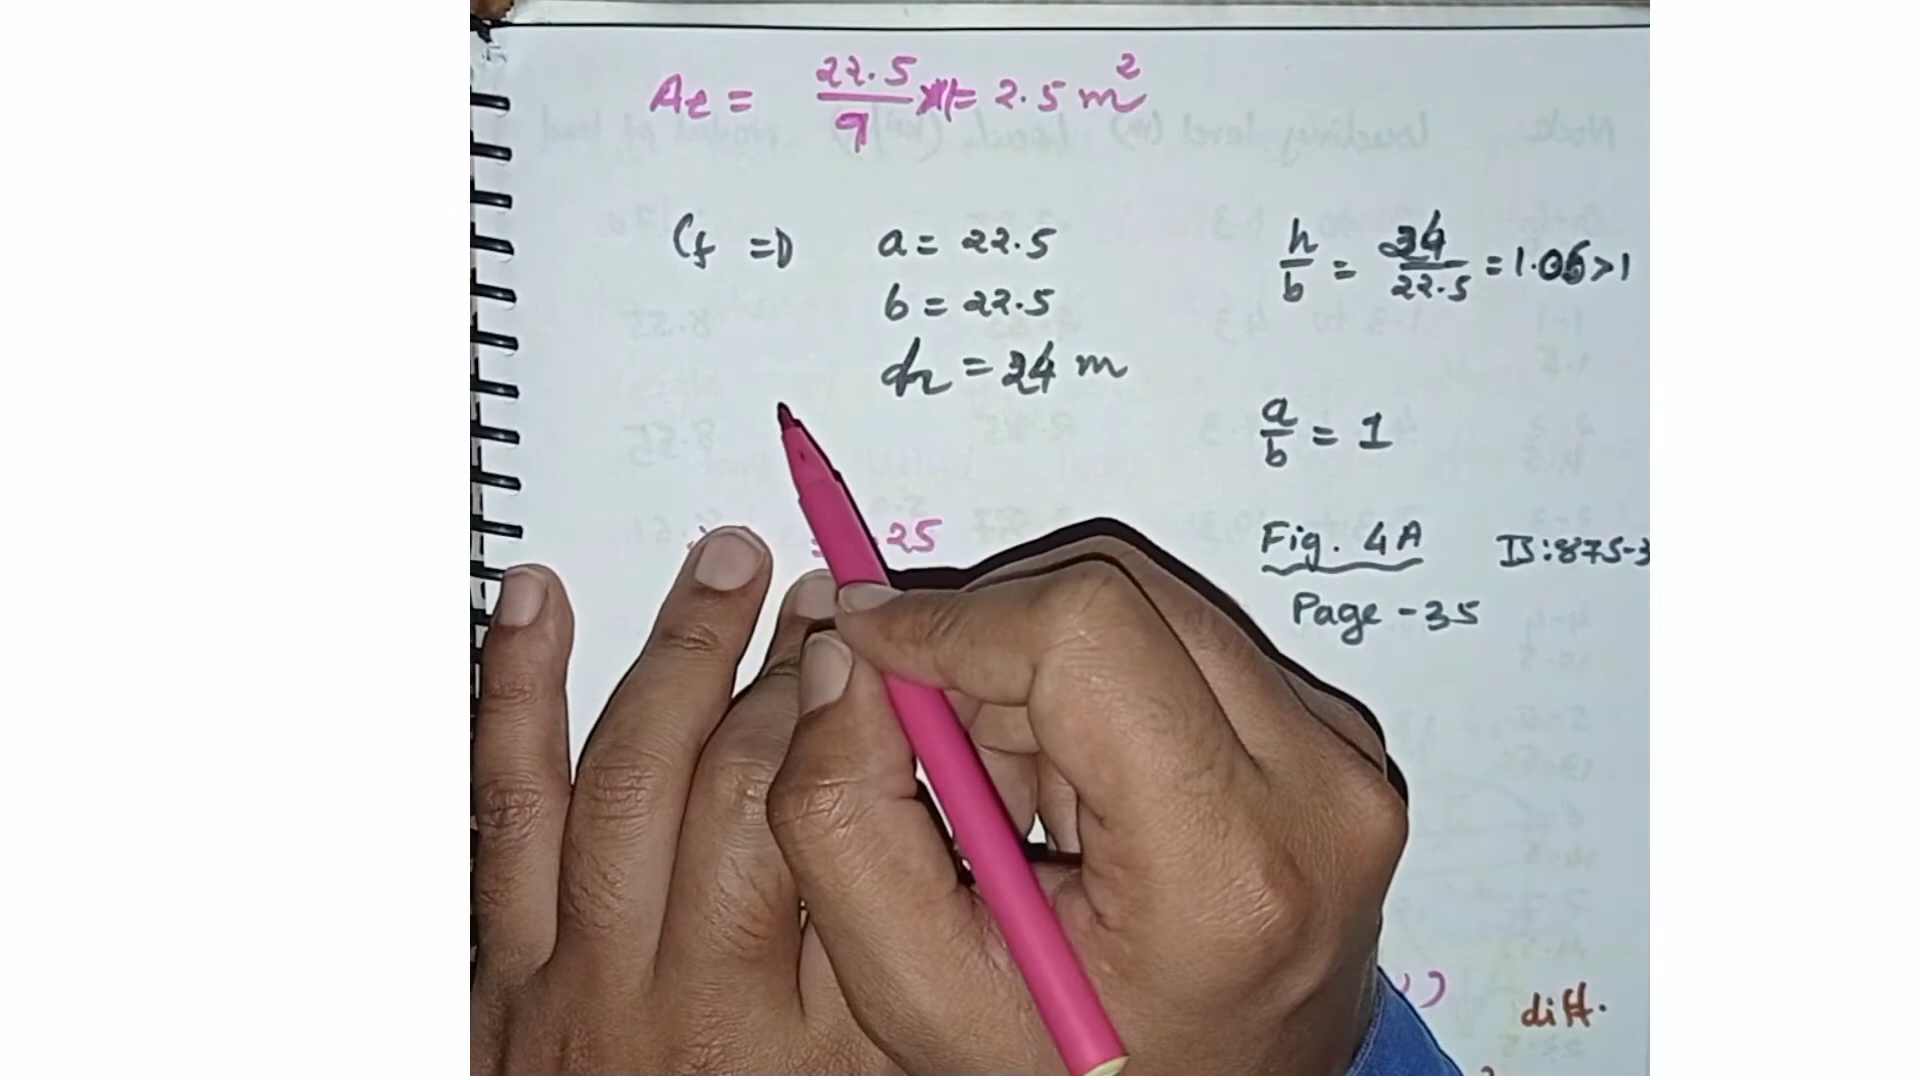 Ae = 22.5/9 = 2.5 m²
Cf => a = 22.5
b = 22.5
h = 24 m
h/b = 24/22.5 = 1.06 > 1
a/b = 1
Fig. 4A IS:875-3
Page - 35
25
diff.